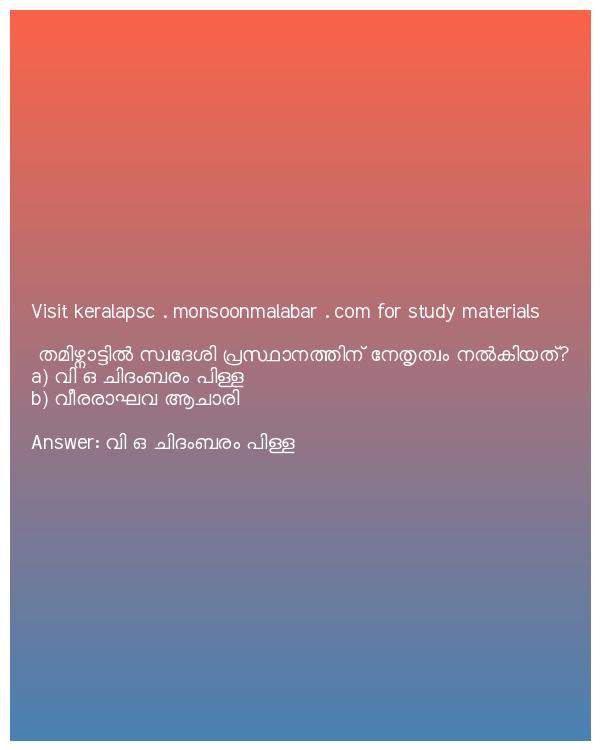 Visit keralapsc . monsoonmalabar . com for study materials
തമിഴ്നാട്ടിൽ സ്വദേശി പ്രസ്ഥാനത്തിന് നേതൃത്വം നൽകിയത്?
a) വി ഒ ചിദംബരം പിള്ള
b) വീരരാഘവ ആചാരി
Answer: വി ഒ ചിദംബരം പിള്ള